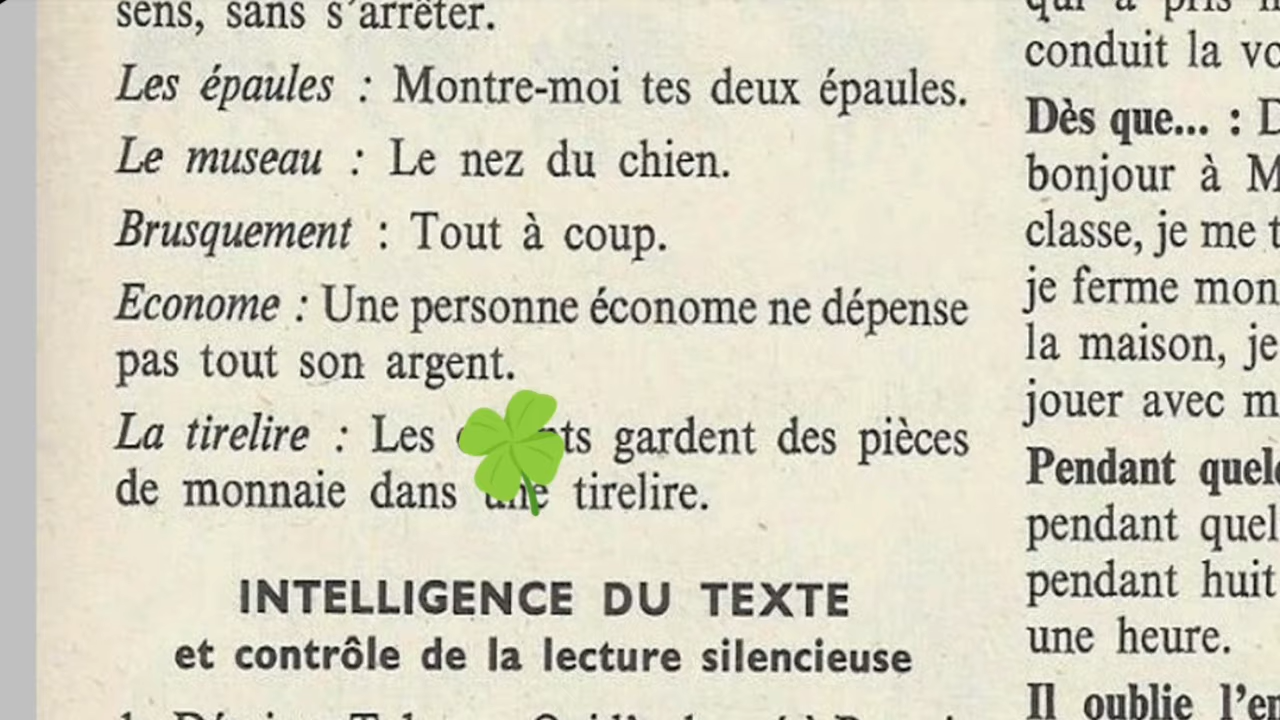 sens, sans s'arrêter.
Les épaules : Montre-moi tes deux épaules.
Le museau : Le nez du chien.
Brusquement : Tout à coup.
Econome : Une personne économe ne dépense
pas tout son argent.
La tirelire : Les gardent des pièces
de monnaie dans une tirelire.
INTELLIGENCE DU TEXTE
et contrôle de la lecture silencieuse
conduit la
Dès que... :
bonjour à
classe, je me
je ferme mon
la maison, je
jouer avec
Pendant
pendant
pendant huit
une heure.
Il oublie